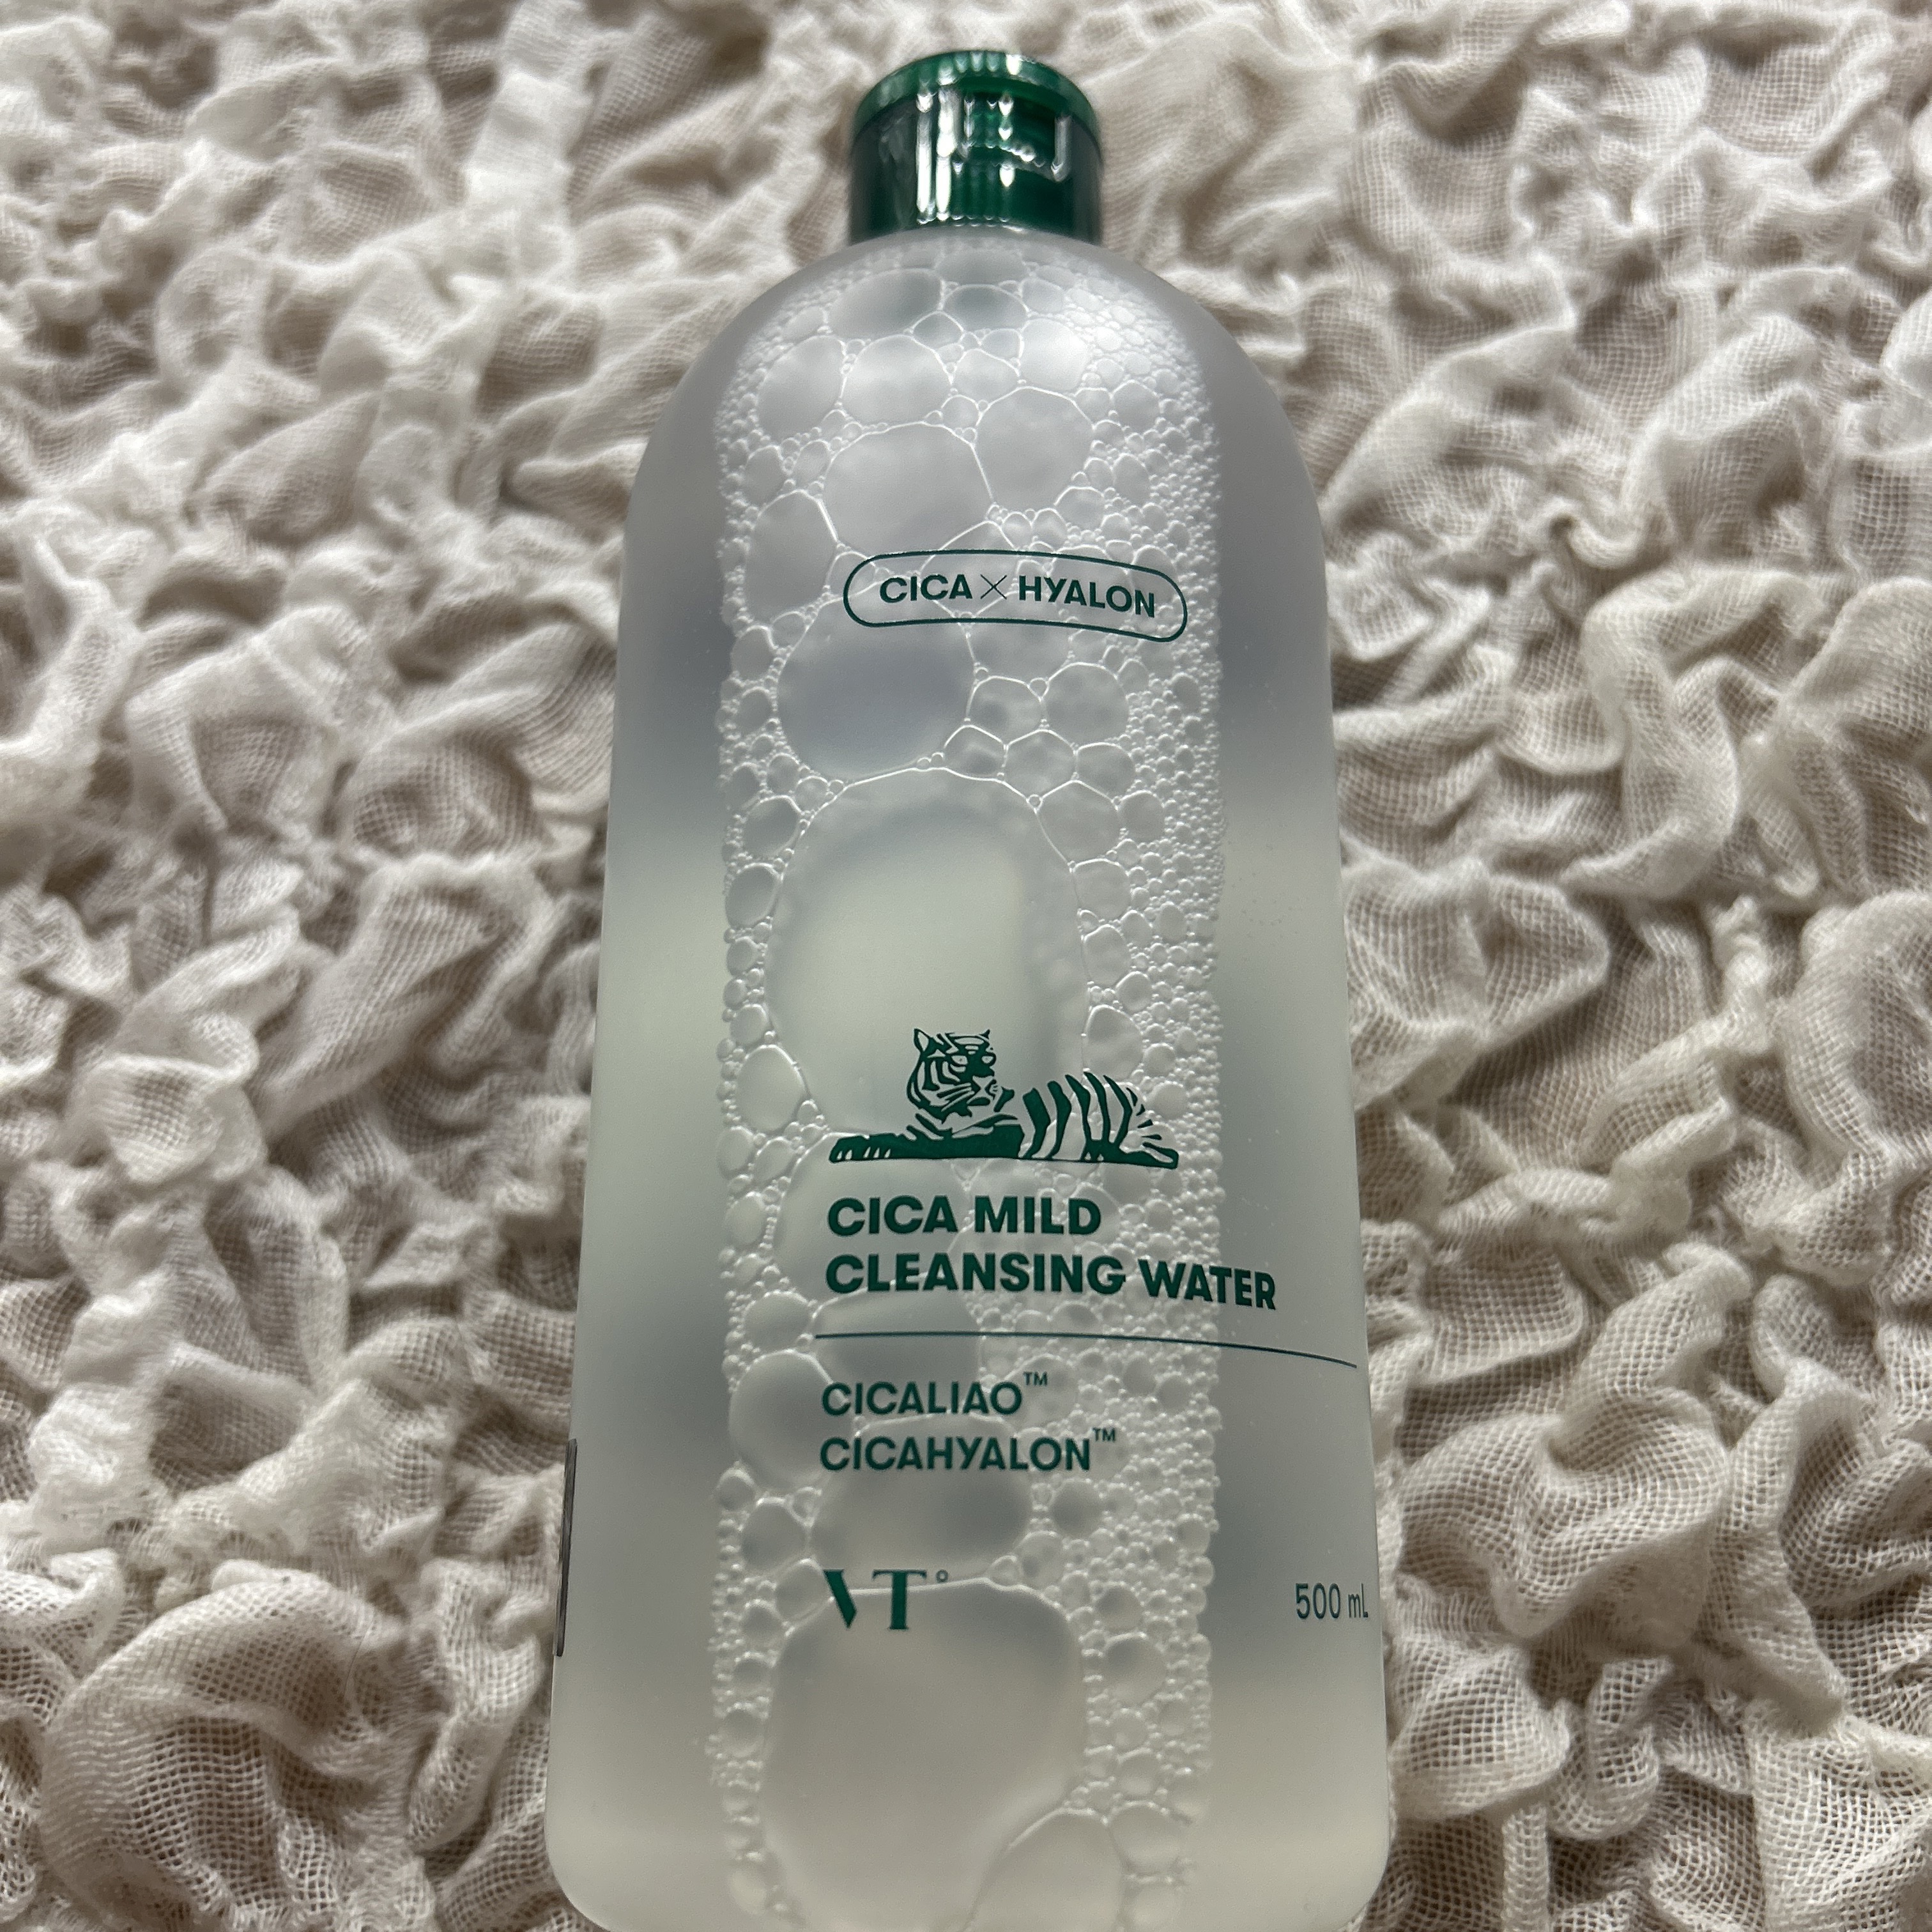 CICA × HYALON
CICA MILD
CLEANSING WATER
CICALIAO™
CICAHYALON™
VT
500 mL